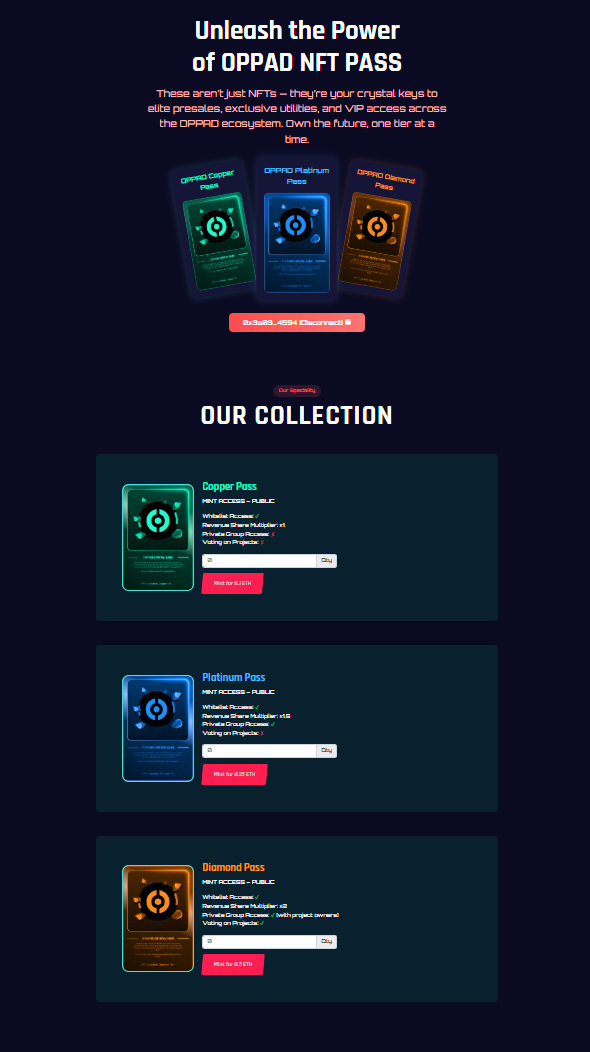 Unleash the Power
of OPPAD NFT PASS
These aren't just NFTs — they're your crystal keys to
elite presales, exclusive utilities, and VIP access across
the OPPAD ecosystem. Own the future, one tier at a
time.
OPPAD Copper
Pass
OPPAD Platinum
Pass
OPPAD Diamond
Pass
0x3a09...4594 (Disconnect)
Our Speciality
OUR COLLECTION
Copper Pass
MINT ACCESS – PUBLIC
Whitelist Access: ✓
Revenue Share Multiplier: x1
Private Group Access: ✗
Voting on Projects: ✗
0 Qty
Mint for 0.1 ETH
Platinum Pass
MINT ACCESS – PUBLIC
Whitelist Access: ✓
Revenue Share Multiplier: x1.5
Private Group Access: ✓
Voting on Projects: ✗
0 Qty
Mint for 0.25 ETH
Diamond Pass
MINT ACCESS – PUBLIC
Whitelist Access: ✓
Revenue Share Multiplier: x2
Private Group Access: ✓ (with project owners)
Voting on Projects: ✓
0 Qty
Mint for 0.5 ETH